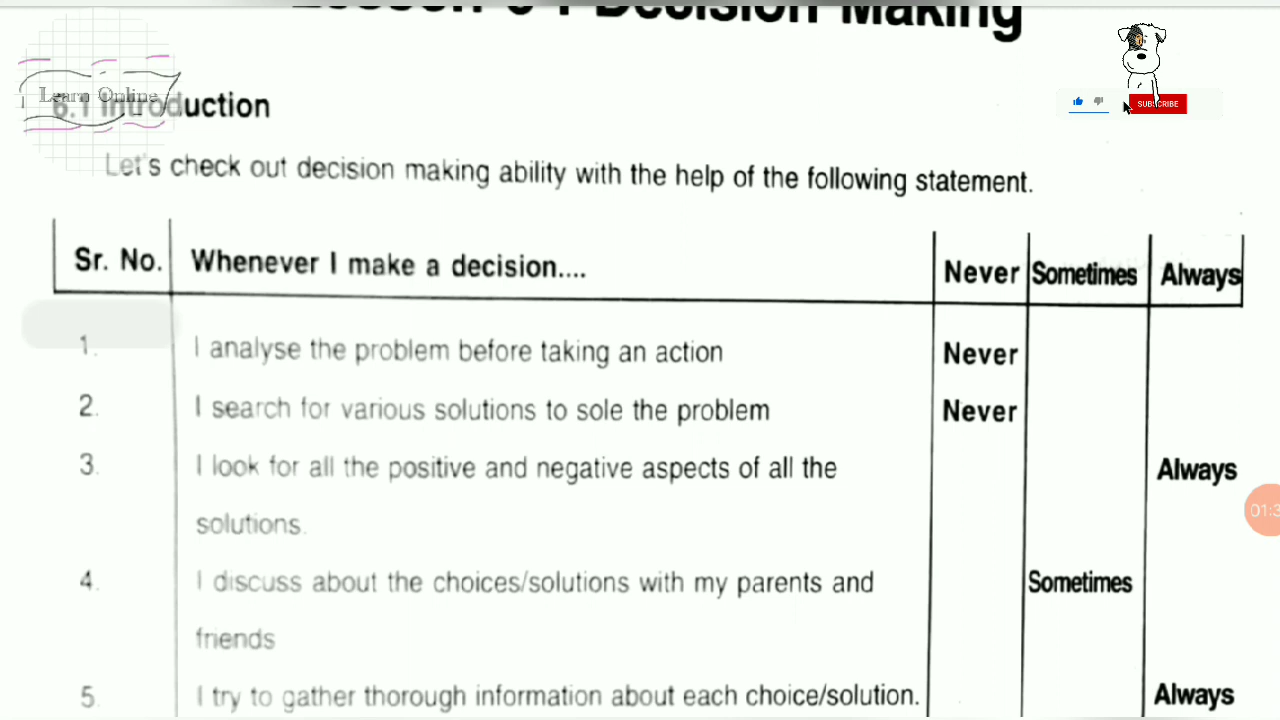 Lesson 6 : Decision Making
Learn Online
6.1 Introduction
SUBSCRIBE
Let's check out decision making ability with the help of the following statement.
Sr. No. Whenever I make a decision.... Never Sometimes Always
1. I analyse the problem before taking an action Never
2. I search for various solutions to sole the problem Never
3. I look for all the positive and negative aspects of all the Always
solutions.
4. I discuss about the choices/solutions with my parents and Sometimes
friends
5. I try to gather thorough information about each choice/solution. Always